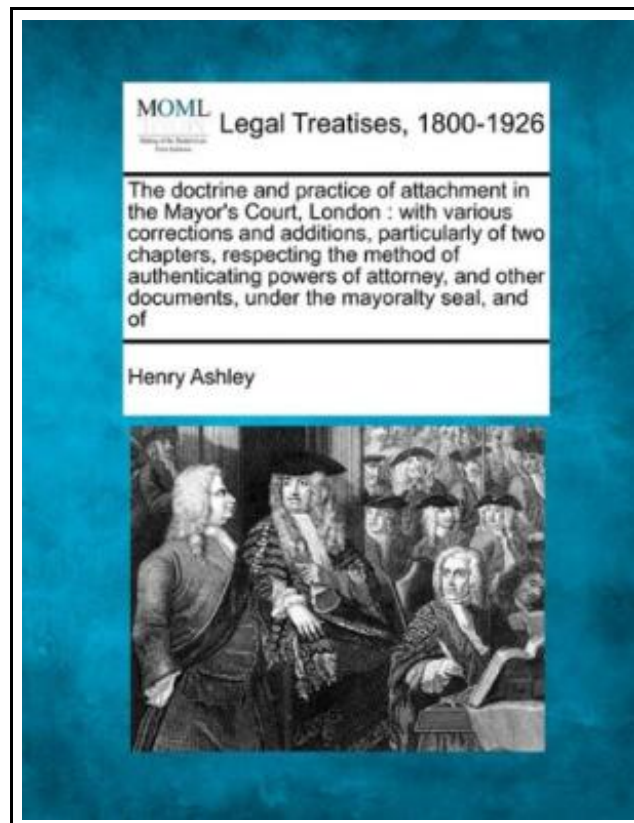 MOML
Legal Treatises, 1800-1926
The doctrine and practice of attachment in
the Mayor's Court, London : with various
corrections and additions, particularly of two
chapters, respecting the method of
authenticating powers of attorney, and other
documents, under the mayoralty seal, and
of
Henry Ashley